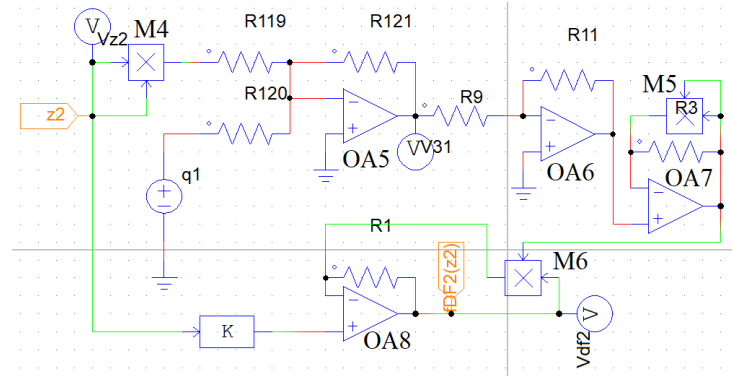 V
Vz2
M4
R119
R121
R11
z2
R120
M5
R3
R9
OA5
V
V31
OA6
OA7
q1
R1
M6
fDF2(z2)
K
OA8
V
Vdf2